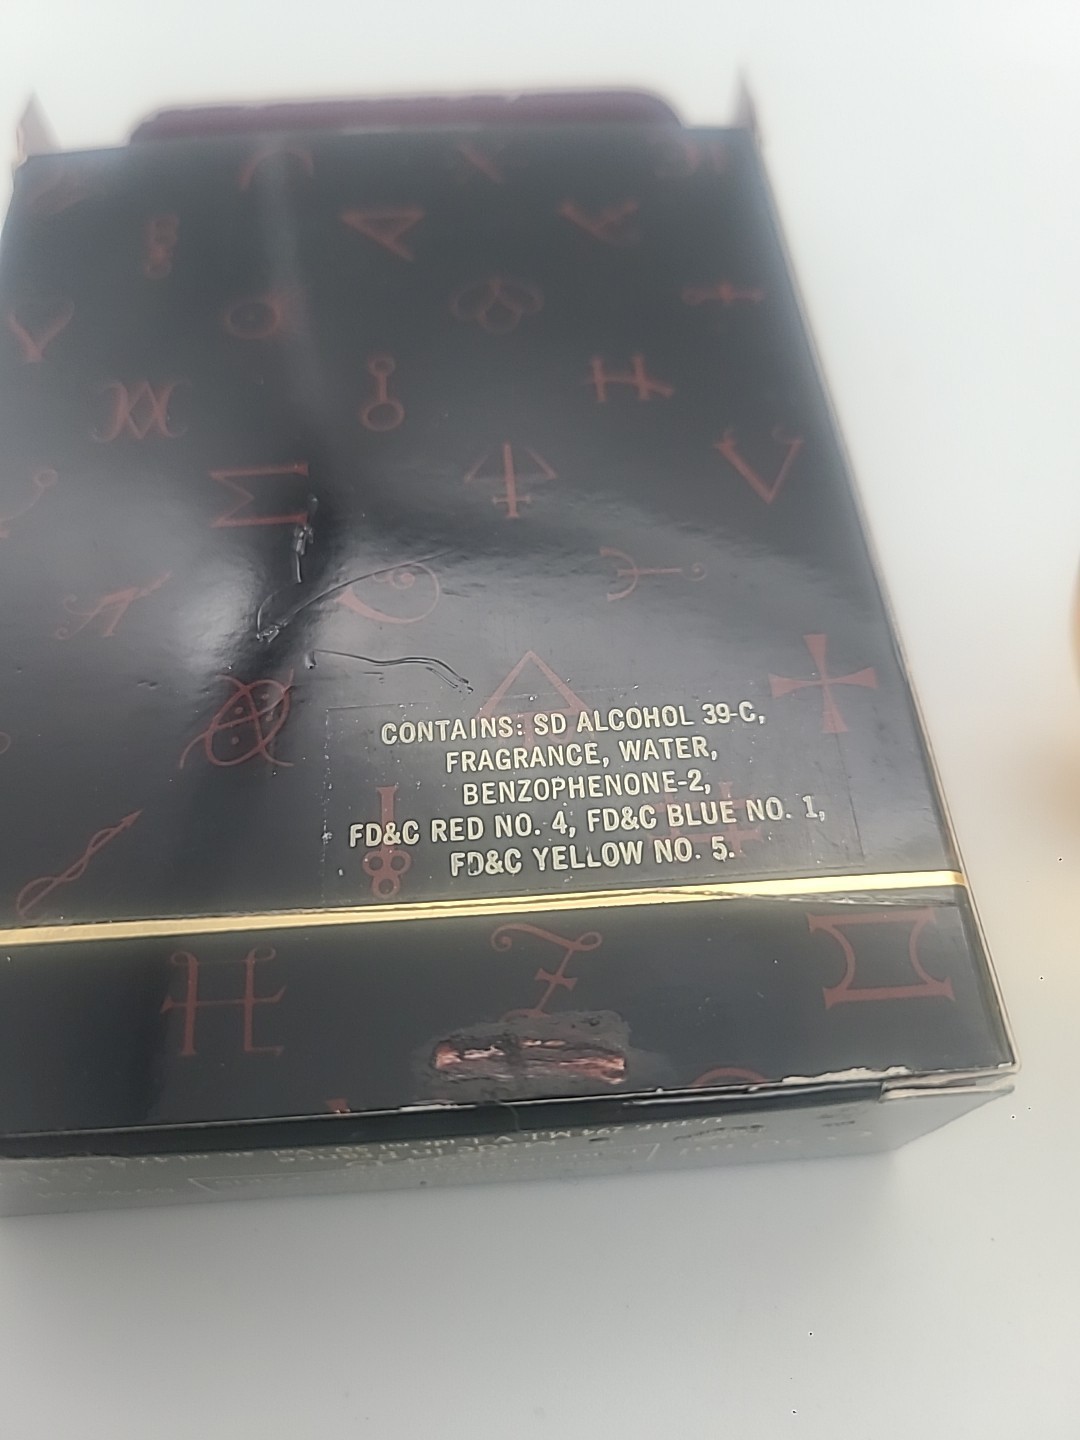 CONTAINS: SD ALCOHOL 39-C,
FRAGRANCE, WATER,
BENZOPHENONE-2,
FD&C RED NO. 4, FD&C BLUE NO. 1,
FD&C YELLOW NO. 5.